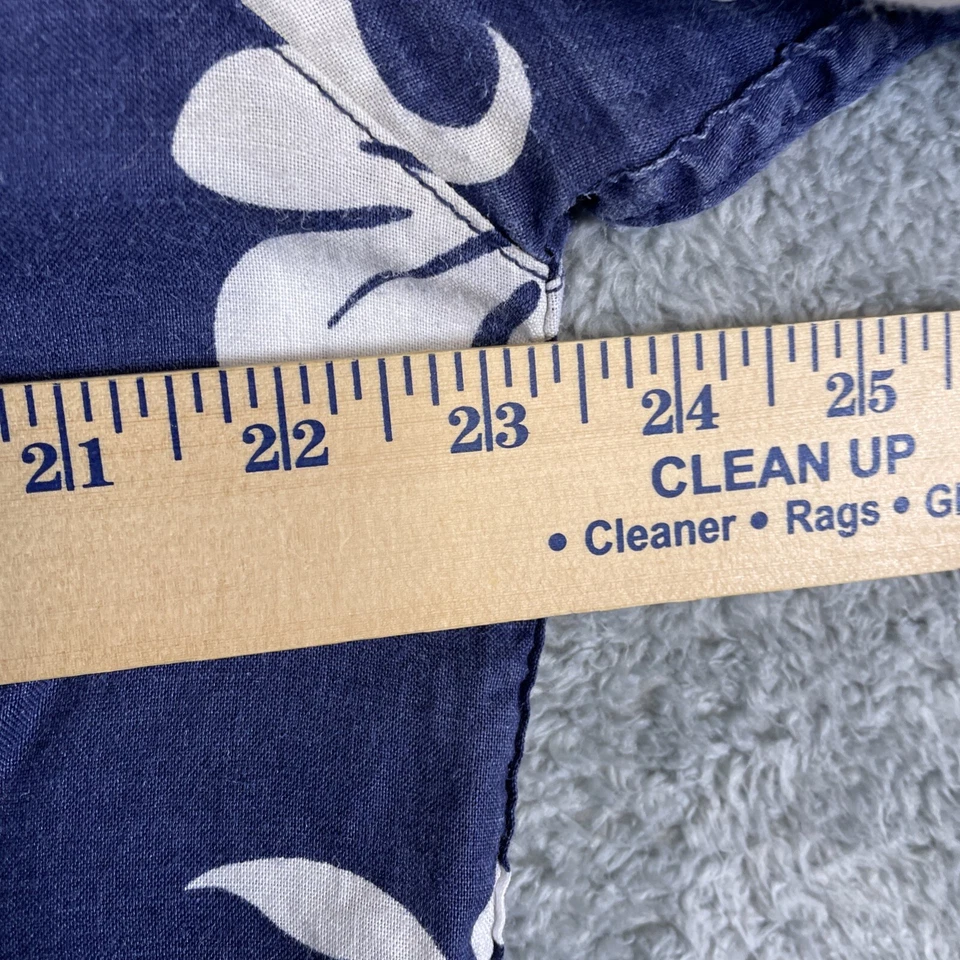 21 22 23 24 25
CLEAN UP
• Cleaner • Rags •